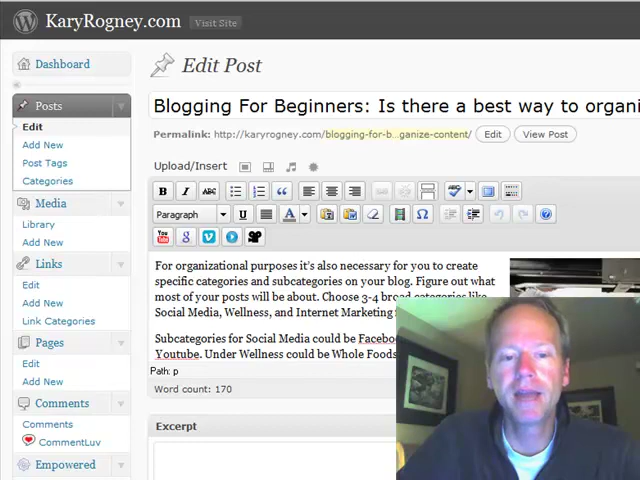 KaryRogney.com
Visit Site
Dashboard
Posts
Edit
Add New
Post Tags
Categories
Media
Library
Add New
Links
Edit
Add New
Link Categories
Pages
Edit
Add New
Comments
Comments
CommentLuv
Empowered
Edit Post
Blogging For Beginners: Is there a best way to organi
Permalink: http://karyrogney.com/blogging-for-b...ganize-content/ Edit View Post
Upload/Insert
B I ABC
Paragraph U A
You Tube g
For organizational purposes it's also necessary for you to create
specific categories and subcategories on your blog. Figure out what
most of your posts will be about. Choose 3-4 broad categories like
Social Media, Wellness, and Internet Marketing
Subcategories for Social Media could be Facebo
Youtube. Under Wellness could be Whole Foods
Path: p
Word count: 170
Excerpt